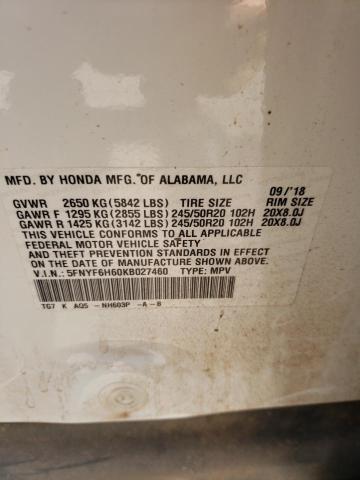 MFD. BY HONDA MFG. OF ALABAMA, LLC
09/'18
GVWR 2650 KG (5842 LBS) TIRE SIZE RIM SIZE
GAWR F 1295 KG (2855 LBS) 245/50R20 102H 20X8.0J
GAWR R 1425 KG (3142 LBS) 245/50R20 102H 20X8.0J
THIS VEHICLE CONFORMS TO ALL APPLICABLE
FEDERAL MOTOR VEHICLE SAFETY
AND THEFT PREVENTION STANDARDS IN EFFECT
ON THE DATE OF MANUFACTURE SHOWN ABOVE.
V.I.N.: 5FNYF6H60KB027460 TYPE: MPV
TG7 K AQ5 -NH603P -A -B